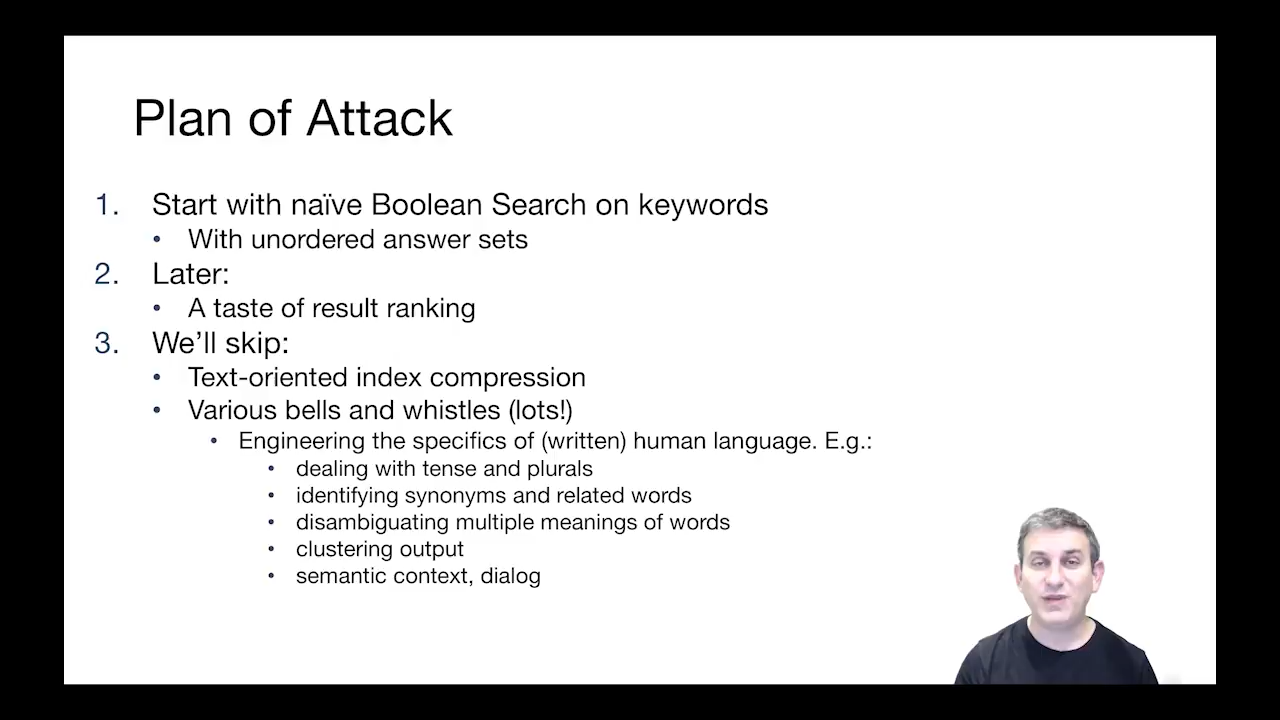 Plan of Attack
1. Start with naïve Boolean Search on keywords
• With unordered answer sets
2. Later:
• A taste of result ranking
3. We’ll skip:
• Text-oriented index compression
• Various bells and whistles (lots!)
• Engineering the specifics of (written) human language. E.g.:
• dealing with tense and plurals
• identifying synonyms and related words
• disambiguating multiple meanings of words
• clustering output
• semantic context, dialog